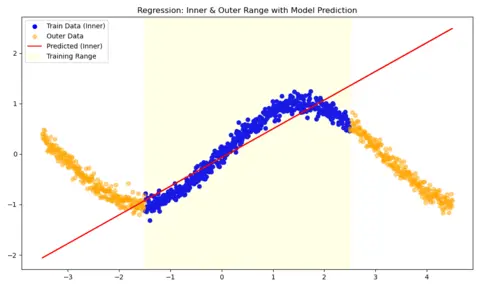 Regression: Inner & Outer Range with Model Prediction
Train Data (Inner)
Outer Data
Predicted (Inner)
Training Range
2
1
0
−1
−2
−3
−2
−1
0
1
2
3
4